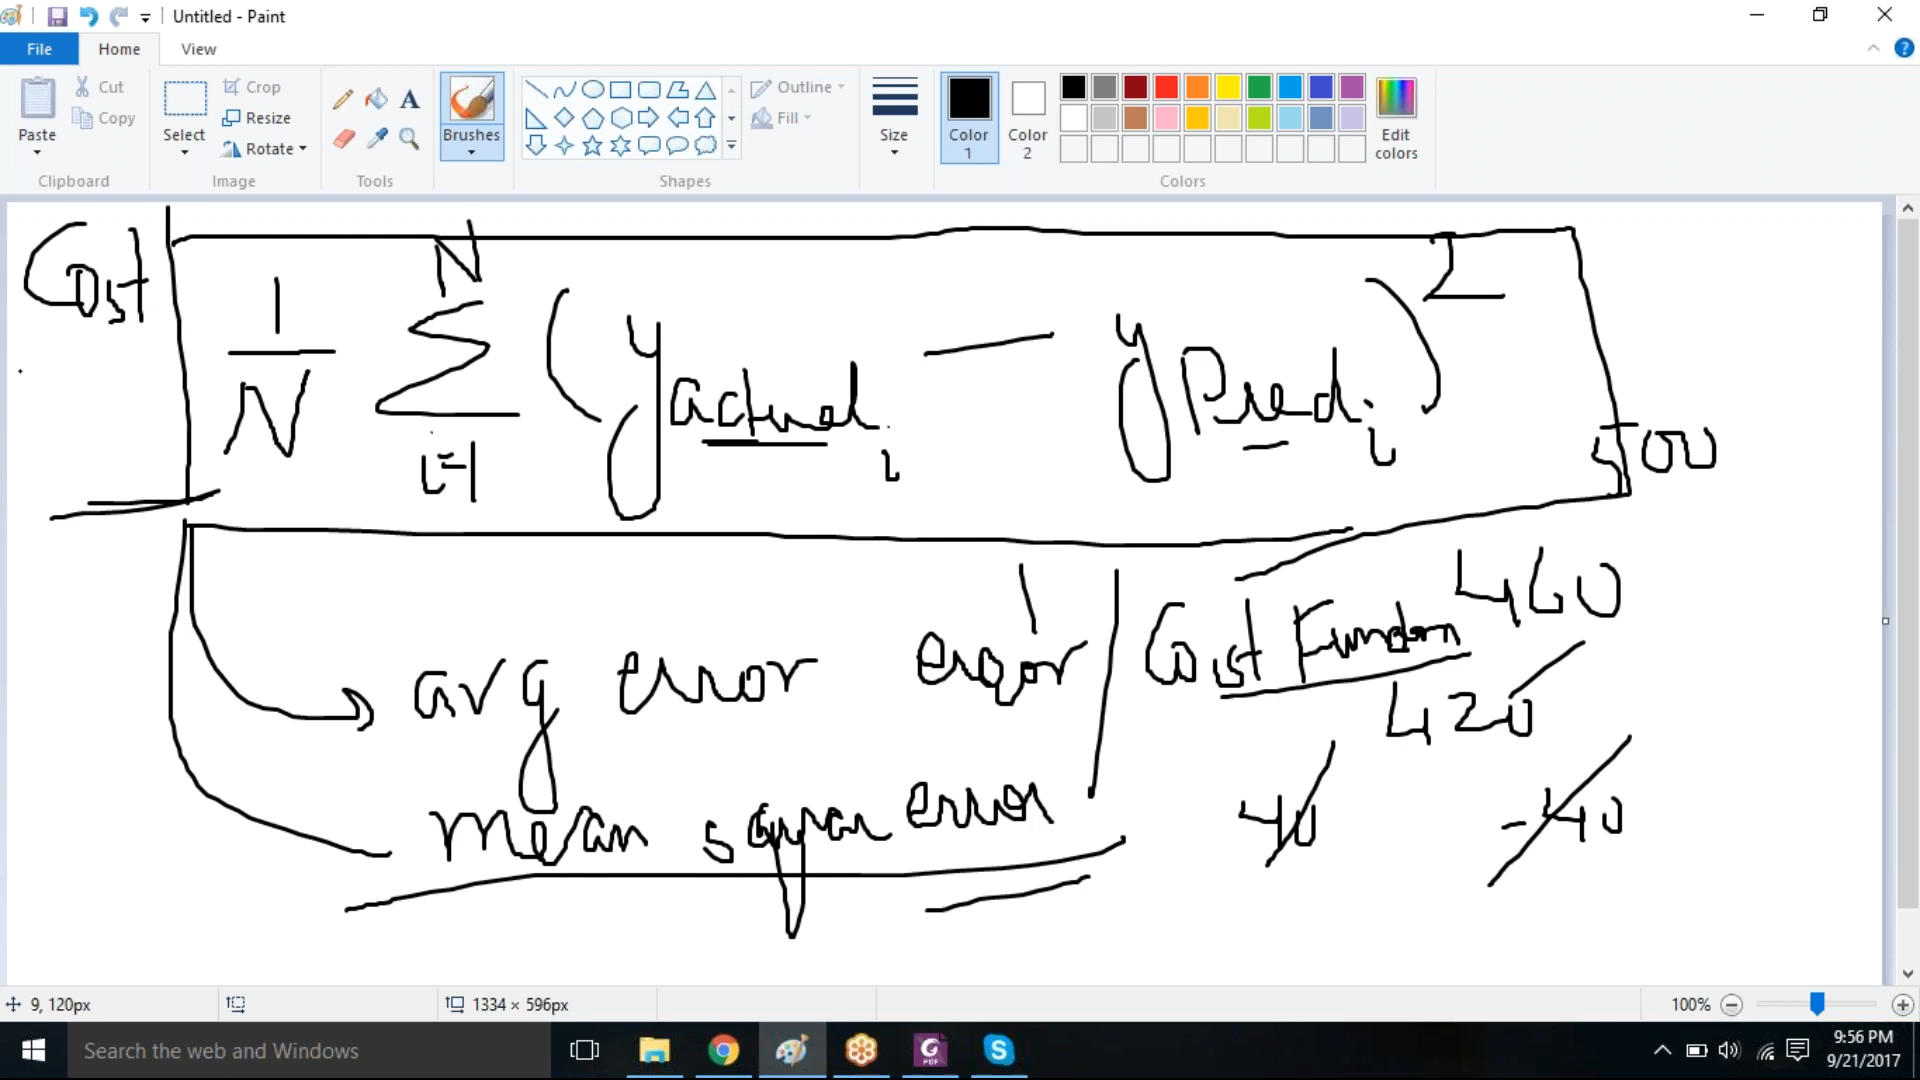 Untitled - Paint
File Home View
Paste
Cut
Copy
Clipboard
Select
Crop
Resize
Rotate
Image
Tools
Brushes
Shapes
Outline
Fill
Size
Color 1
Color 2
Edit colors
Colors
Cost
1/N N Σ i=1 (y actual i — y Pred i)2
500
460
avg error error Cost Function
420
40 -40
mean square error
9, 120px
1334 × 596px
100%
Search the web and Windows
PDF
9:56 PM
9/21/2017